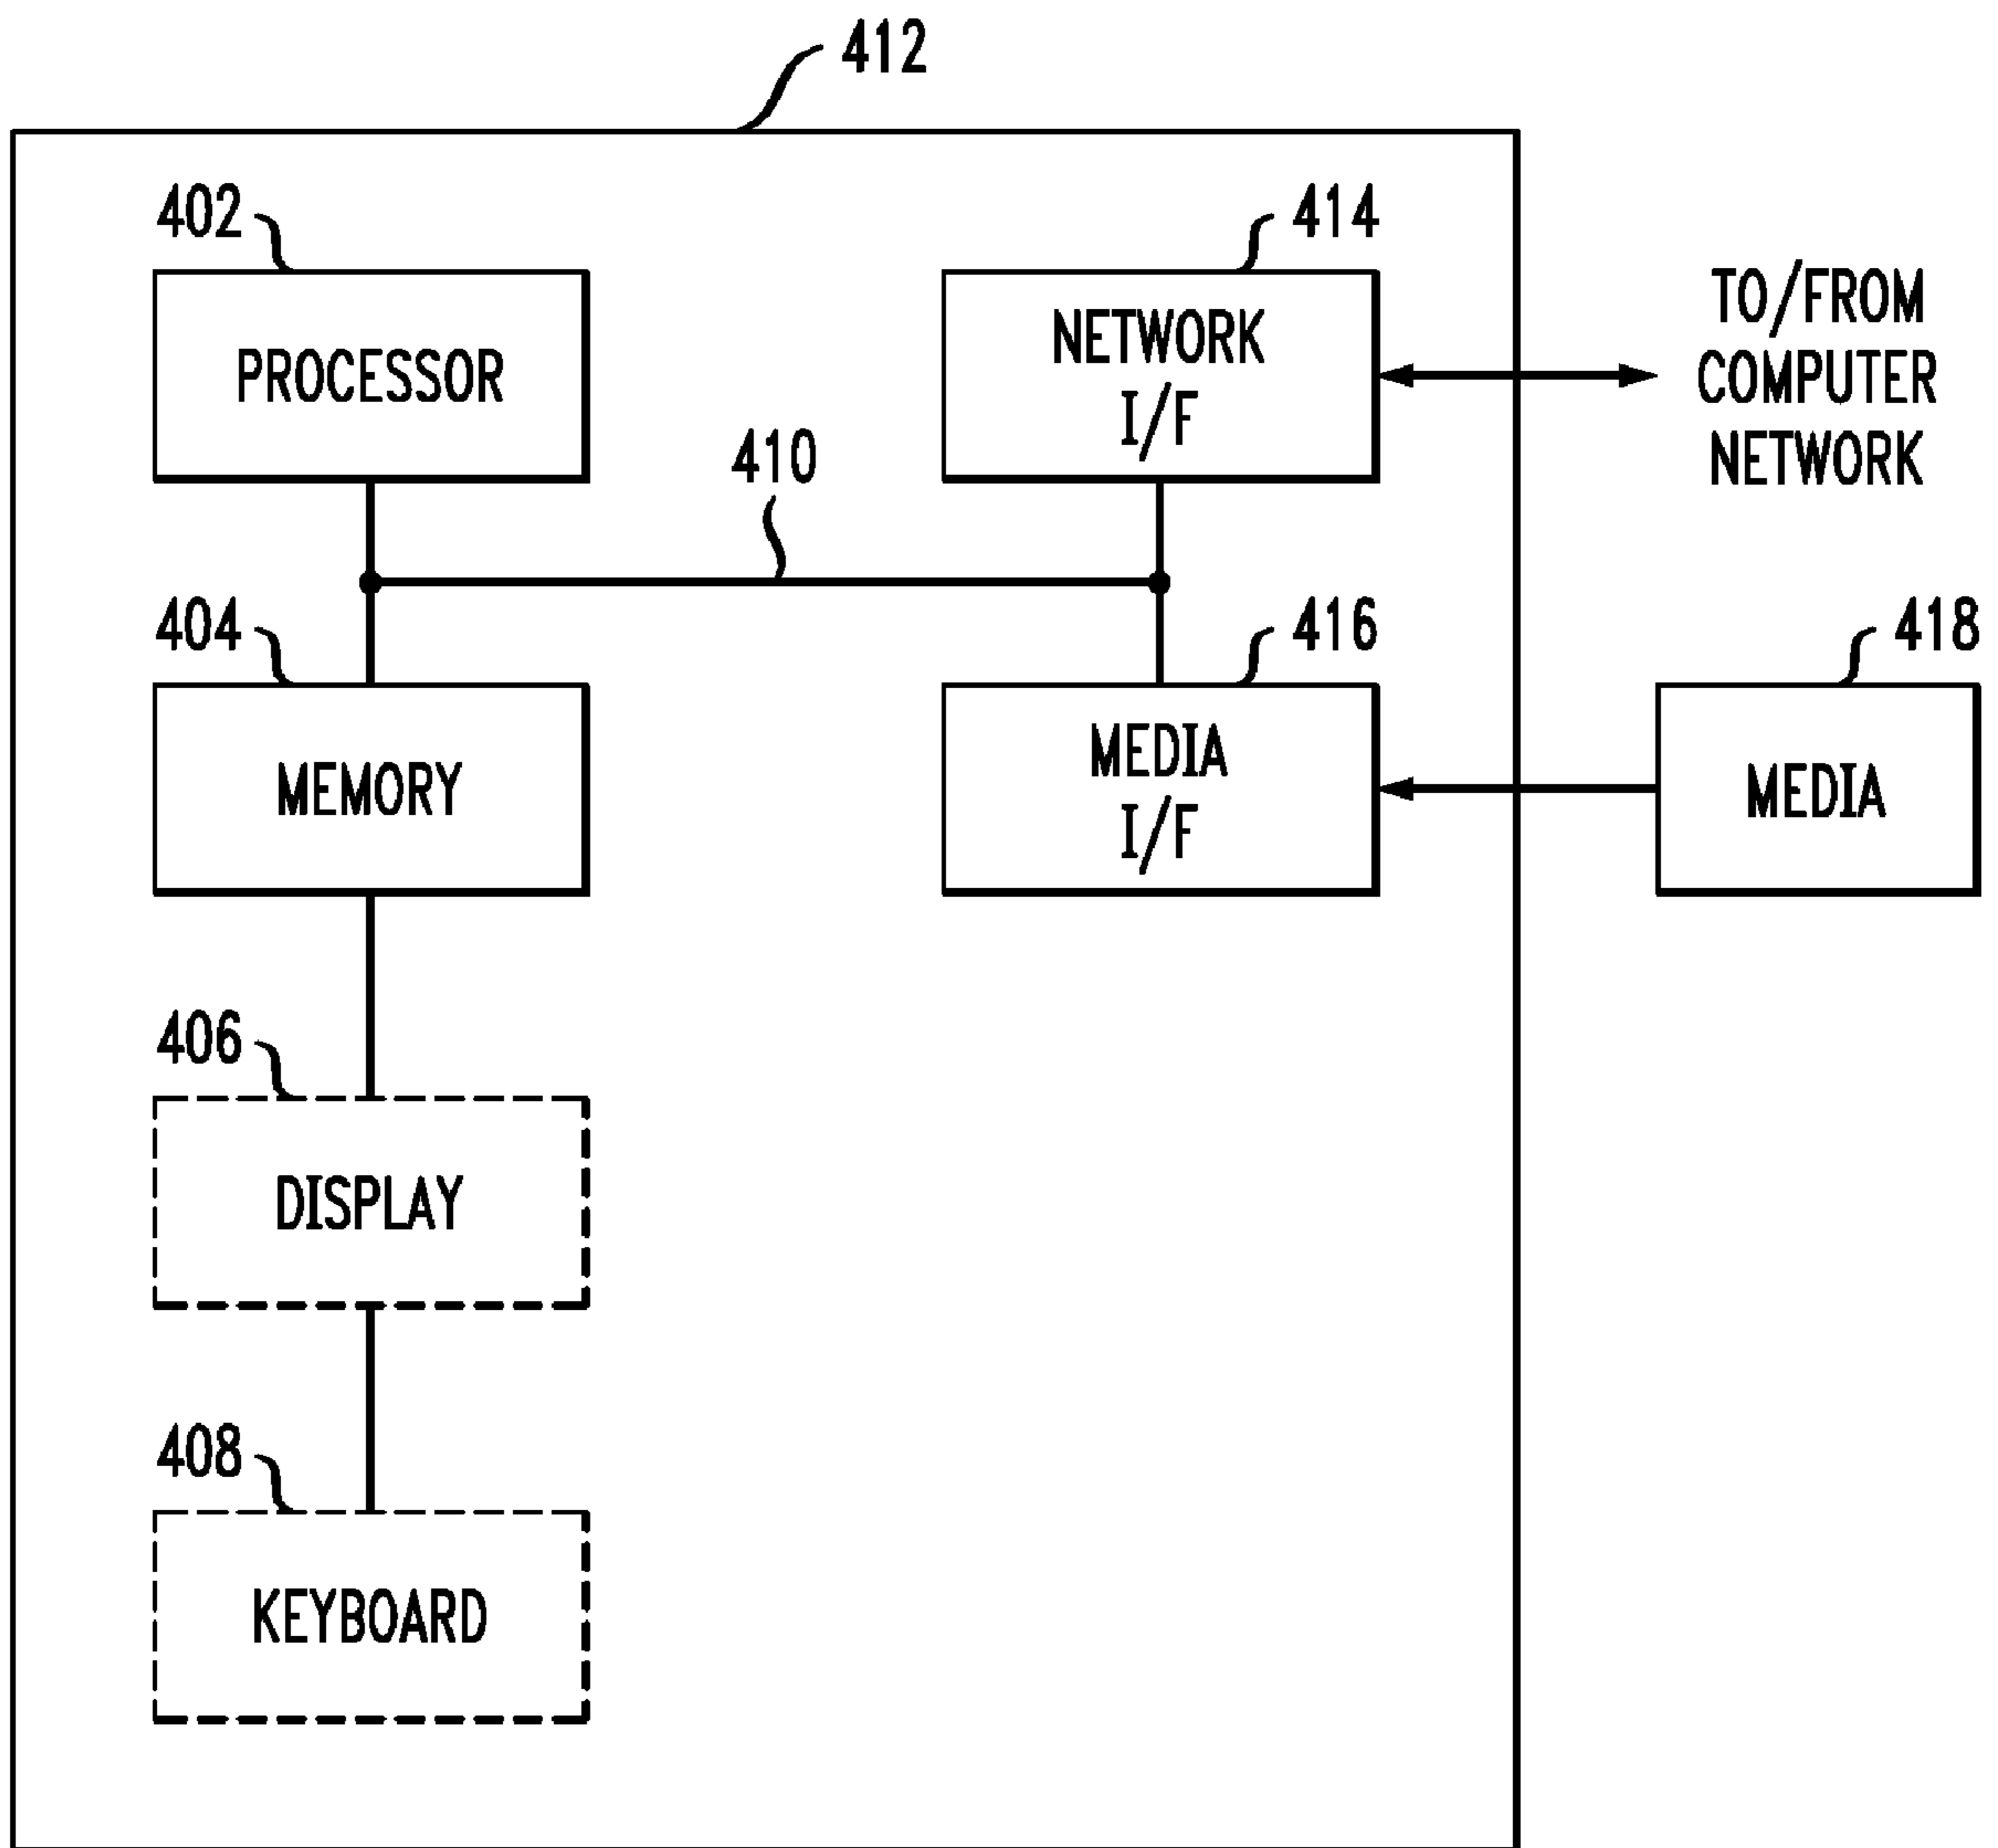 412
402
PROCESSOR
414
NETWORK
I/F
TO/FROM
COMPUTER
NETWORK
410
404
MEMORY
416
MEDIA
I/F
418
MEDIA
406
DISPLAY
408
KEYBOARD